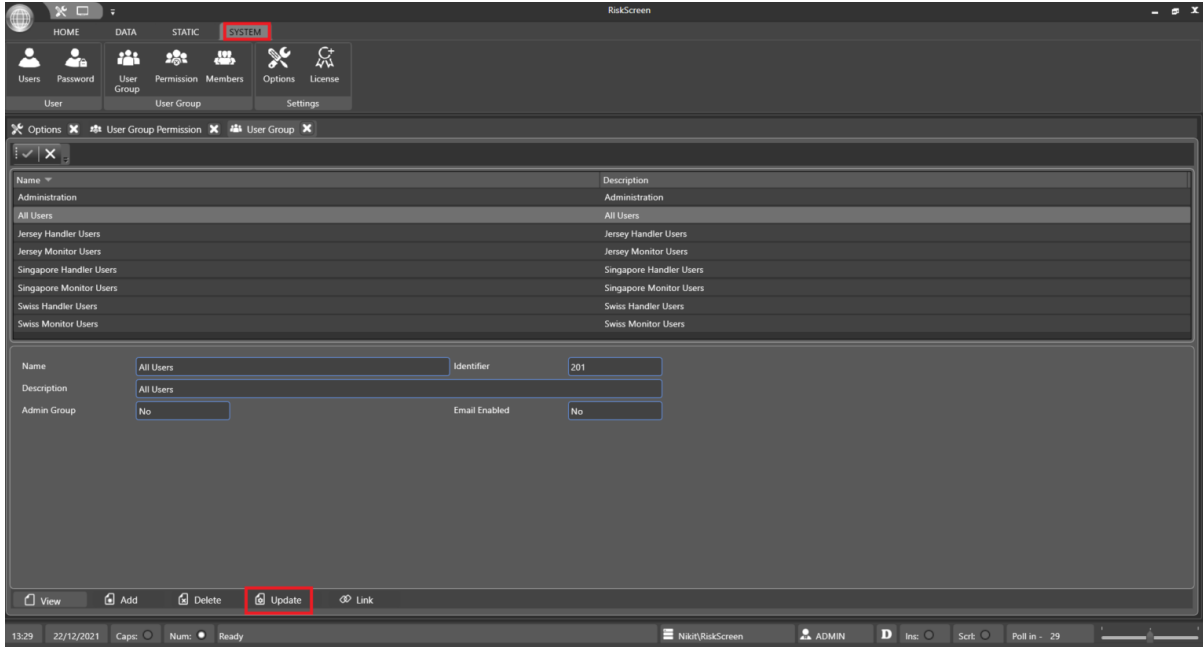 RiskScreen
HOME DATA STATIC SYSTEM
Users Password User Group Permission Members Options License
User User Group Settings
Options User Group Permission User Group
Name Description
Administration Administration
All Users All Users
Jersey Handler Users Jersey Handler Users
Jersey Monitor Users Jersey Monitor Users
Singapore Handler Users Singapore Handler Users
Singapore Monitor Users Singapore Monitor Users
Swiss Handler Users Swiss Handler Users
Swiss Monitor Users Swiss Monitor Users
Name All Users Identifier 201
Description All Users
Admin Group No Email Enabled No
View Add Delete Update Link
13:29 22/12/2021 Caps: Num: Ready Nikit\RiskScreen ADMIN D Ins: Scrl: Poll in - 29